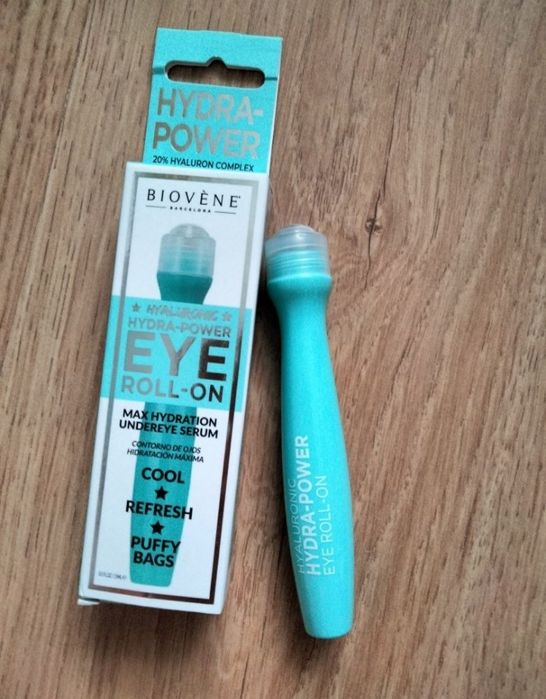 HYDRA-
POWER
20% HYALURON COMPLEX
BIOVÈNE
BARCELONA
HYALURONIC
HYDRA-POWER
EYE
ROLL-ON
MAX HYDRATION
UNDEREYE SERUM
CONTORNO DE OJOS
HIDRATACIÓN MÁXIMA
COOL
REFRESH
PUFFY
BAGS
HYALURONIC
HYDRA-POWER
EYE ROLL-ON